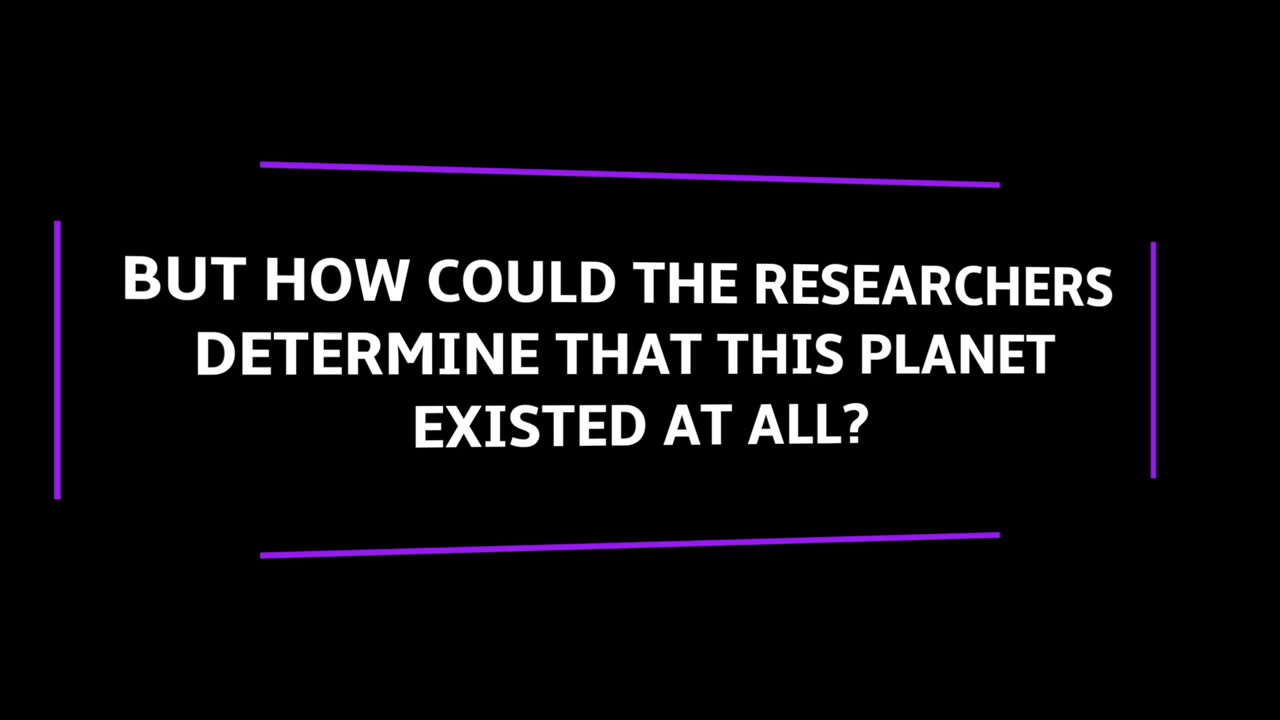 BUT HOW COULD THE RESEARCHERS
DETERMINE THAT THIS PLANET
EXISTED AT ALL?